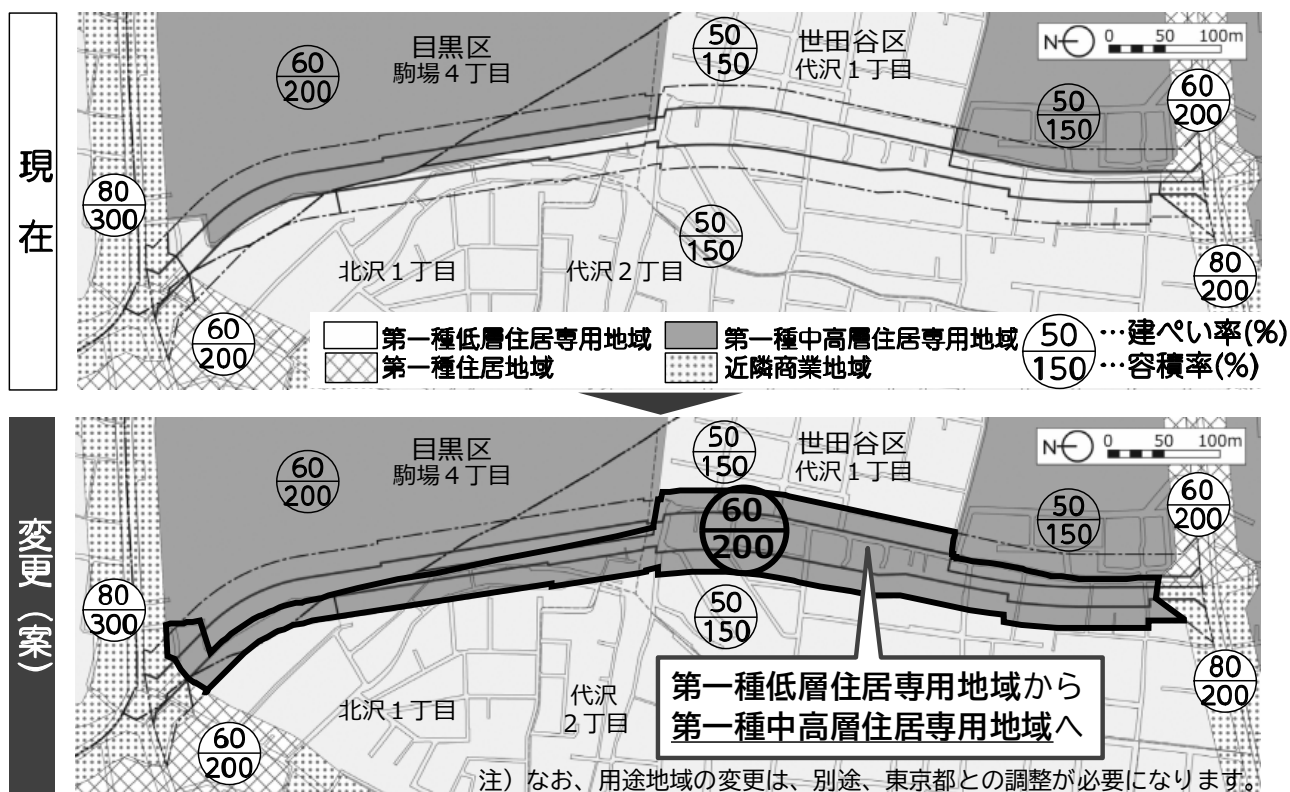 現在
目黒区
駒場4丁目
60
200
50
150
世田谷区
代沢1丁目
N
0 50 100m
50
150
60
200
80
300
50
150
北沢1丁目
代沢2丁目
80
200
60
200
第一種低層住居専用地域
第一種中高層住居専用地域
第一種住居地域
近隣商業地域
50
150
…建ぺい率(%)
…容積率(%)
変更(案)
目黒区
駒場4丁目
60
200
50
150
世田谷区
代沢1丁目
N
0 50 100m
50
150
60
200
60
200
80
300
50
150
北沢1丁目
代沢
2丁目
80
200
60
200
第一種低層住居専用地域から
第一種中高層住居専用地域へ
注)なお、用途地域の変更は、別途、東京都との調整が必要になります。